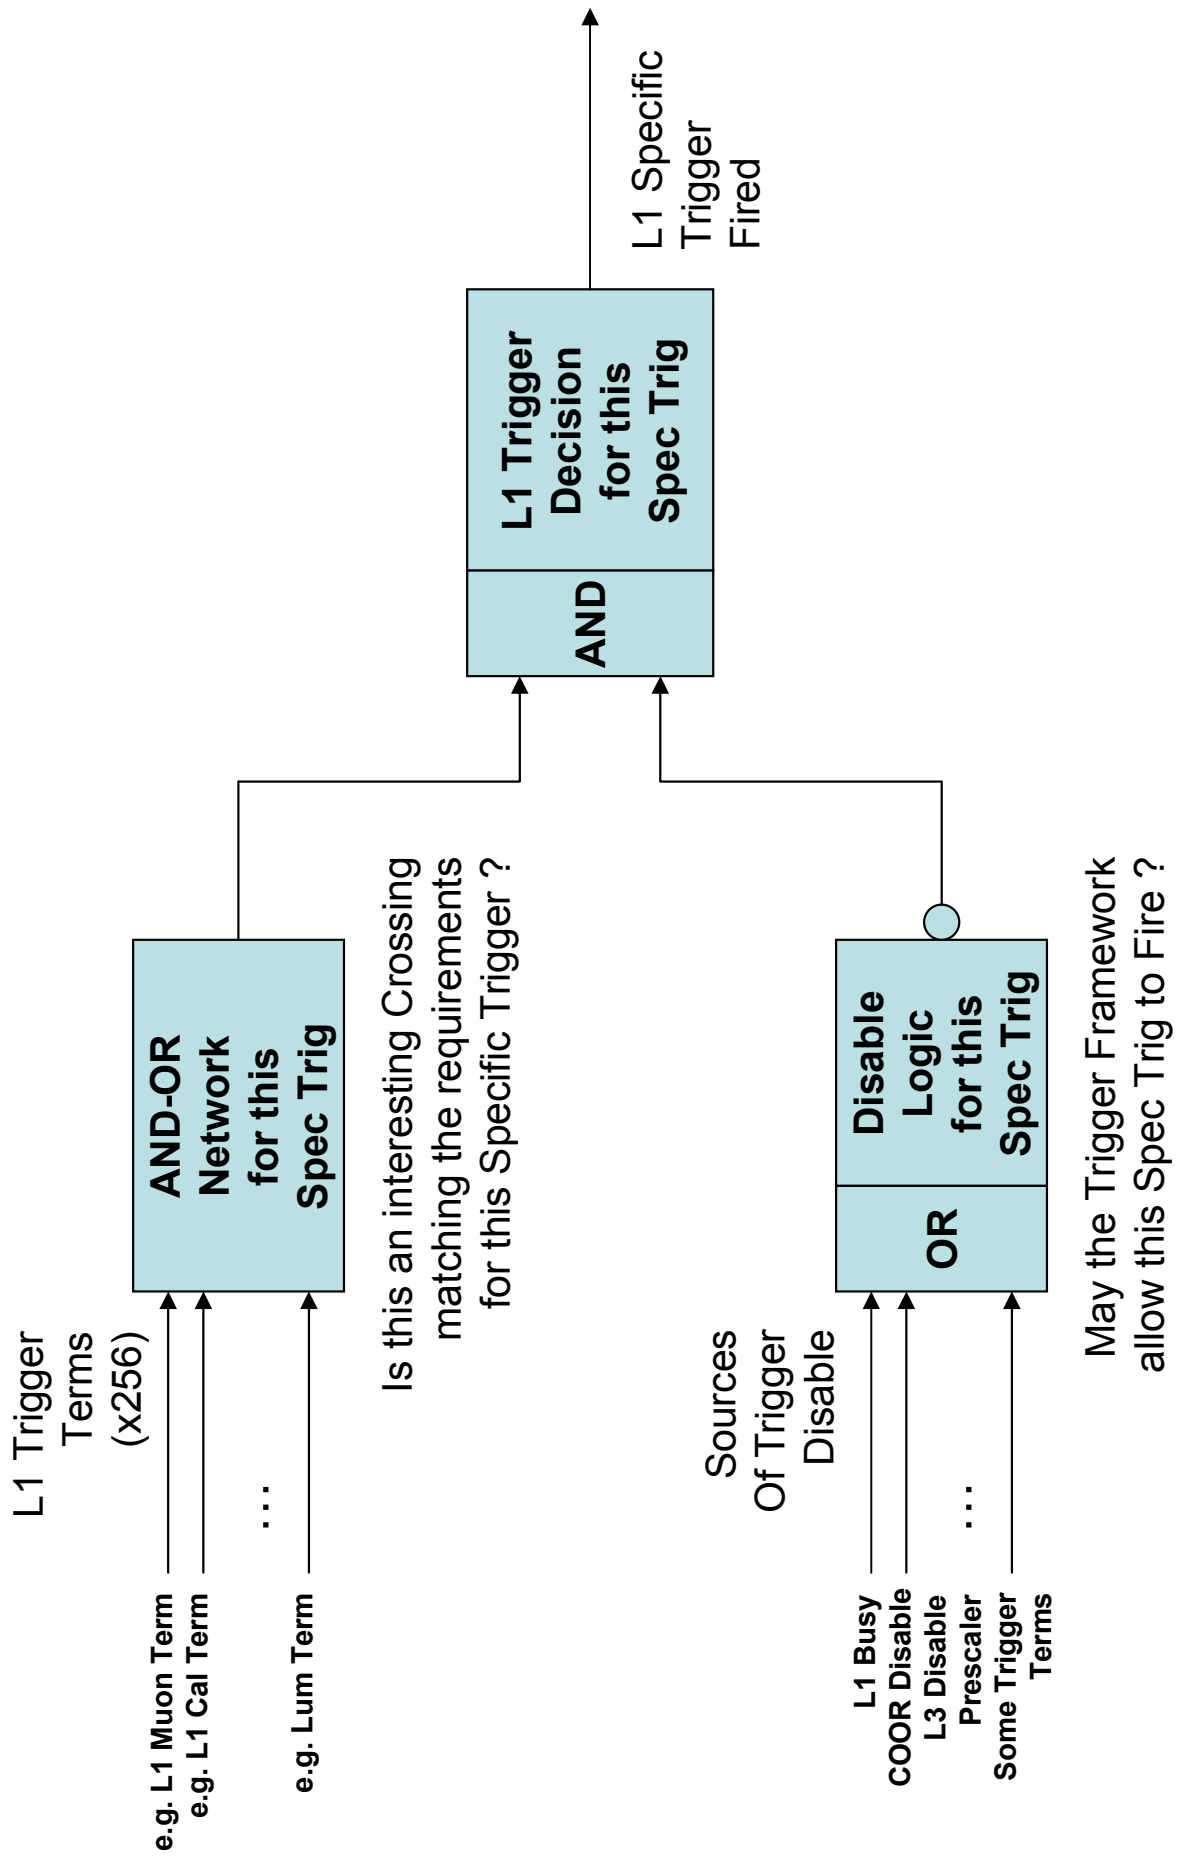 L1 Trigger
Terms
(x256)
e.g. L1 Muon Term
e.g. L1 Cal Term
...
e.g. Lum Term
AND-OR
Network
for this
Spec Trig
Is this an interesting Crossing
matching the requirements
for this Specific Trigger ?
AND
L1 Trigger
Decision
for this
Spec Trig
L1 Specific
Trigger
Fired
Sources
Of Trigger
Disable
L1 Busy
COOR Disable
L3 Disable
Prescaler
Some Trigger
Terms
...
OR
Disable
Logic
for this
Spec Trig
May the Trigger Framework
allow this Spec Trig to Fire ?